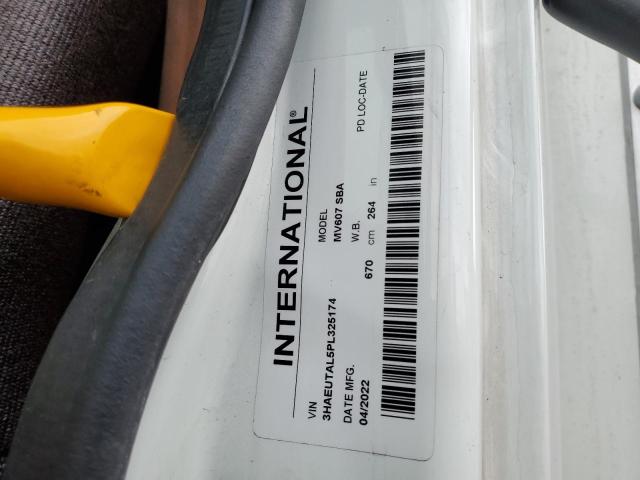 INTERNATIONAL®
VIN MODEL
3HAEUTAL5PL325174 MV607 SBA PD LOC-DATE
DATE MFG. W.B.
04/2022 670 cm 264 in